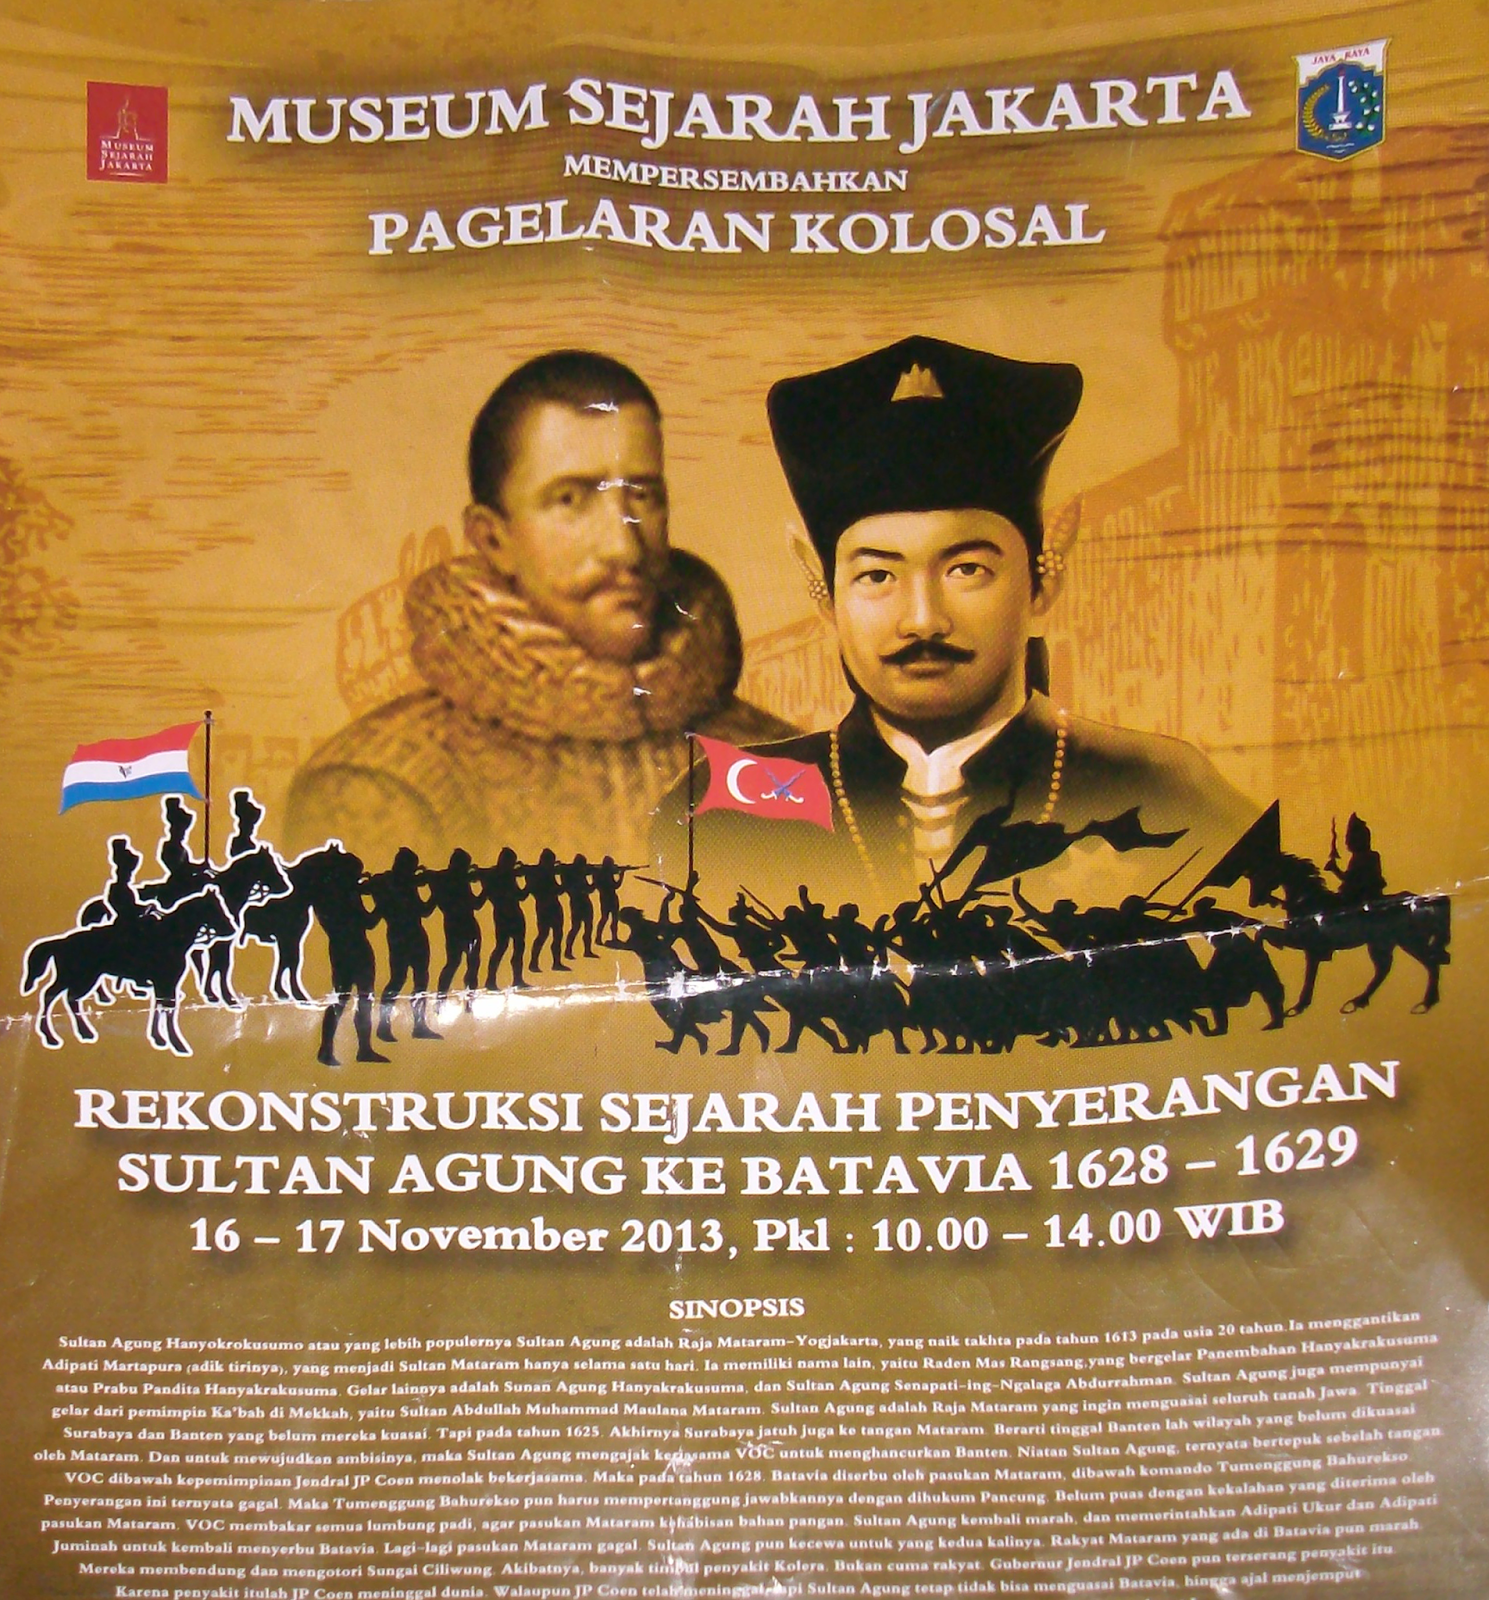 MUSEUM
SEJARAH
JAKARTA
JAYA RAYA
MUSEUM SEJARAH JAKARTA
MEMPERSEMBAHKAN
PAGELARAN KOLOSAL
REKONSTRUKSI SEJARAH PENYERANGAN
SULTAN AGUNG KE BATAVIA 1628 – 1629
16 – 17 November 2013, Pkl : 10.00 – 14.00 WIB
SINOPSIS
Sultan Agung Hanyokrokusumo atau yang lebih populernya Sultan Agung adalah Raja Mataram-Yogjakarta, yang naik takhta pada tahun 1613 pada usia 20 tahun.Ia menggantikan
Adipati Martapura (adik tirinya), yang menjadi Sultan Mataram hanya selama satu hari. Ia memiliki nama lain, yaitu Raden Mas Rangsang,yang bergelar Panembahan Hanyakrakusuma
atau Prabu Pandita Hanyakrakusuma. Gelar lainnya adalah Sunan Agung Hanyakrakusuma, dan Sultan Agung Senapati-ing-Ngalaga Abdurrahman. Sultan Agung juga mempunyai
gelar dari pemimpin Ka'bah di Mekkah, yaitu Sultan Abdullah Muhammad Maulana Mataram. Sultan Agung adalah Raja Mataram yang ingin menguasai seluruh tanah Jawa. Tinggal
Surabaya dan Banten yang belum mereka kuasai. Tapi pada tahun 1625. Akhirnya Surabaya jatuh juga ke tangan Mataram. Berarti tinggal Banten lah wilayah yang belum dikuasai
oleh Mataram. Dan untuk mewujudkan ambisinya, maka Sultan Agung mengajak kerjasama VOC untuk menghancurkan Banten. Niatan Sultan Agung, ternyata bertepuk sebelah tangan.
VOC dibawah kepemimpinan Jendral JP Coen menolak bekerjasama. Maka pada tahun 1628. Batavia diserbu oleh pasukan Mataram, dibawah komando Tumenggung Bahurekso.
Penyerangan ini ternyata gagal. Maka Tumenggung Bahurekso pun harus mempertanggung jawabkannya dengan dihukum Pancung. Belum puas dengan kekalahan yang diterima oleh
pasukan Mataram. VOC membakar semua lumbung padi, agar pasukan Mataram kehabisan bahan pangan. Sultan Agung kembali marah, dan memerintahkan Adipati Ukur dan Adipati
Juminah untuk kembali menyerbu Batavia. Lagi-lagi pasukan Mataram gagal. Sultan Agung pun kecewa untuk yang kedua kalinya. Rakyat Mataram yang ada di Batavia pun marah.
Mereka membendung dan mengotori Sungai Ciliwung. Akibatnya, banyak timbul penyakit Kolera. Bukan cuma rakyat. Gubernur Jendral JP Coen pun terserang penyakit itu.
Karena penyakit itulah JP Coen meninggal dunia. Walaupun JP Coen telah meninggal, tapi Sultan Agung tetap tidak bisa menguasai Batavia, hingga ajal menjemput